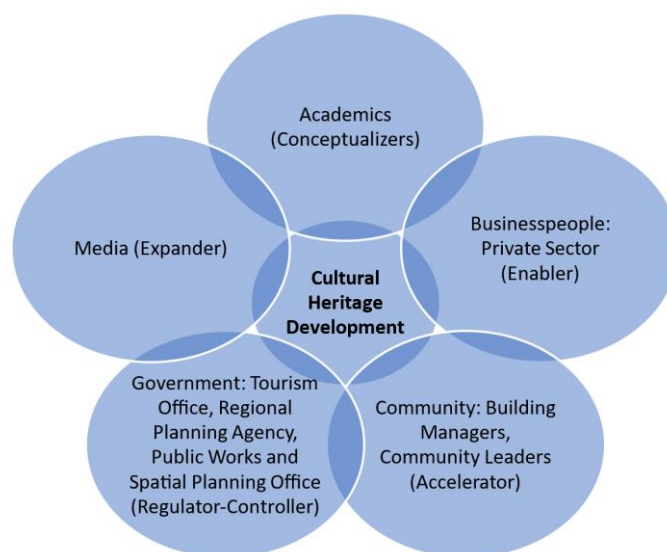 Academics
(Conceptualizers)
Businesspeople:
Private Sector
(Enabler)
Media (Expander)
Cultural
Heritage
Development
Government: Tourism
Office, Regional
Planning Agency,
Public Works and
Spatial Planning Office
(Regulator-Controller)
Community: Building
Managers,
Community Leaders
(Accelerator)